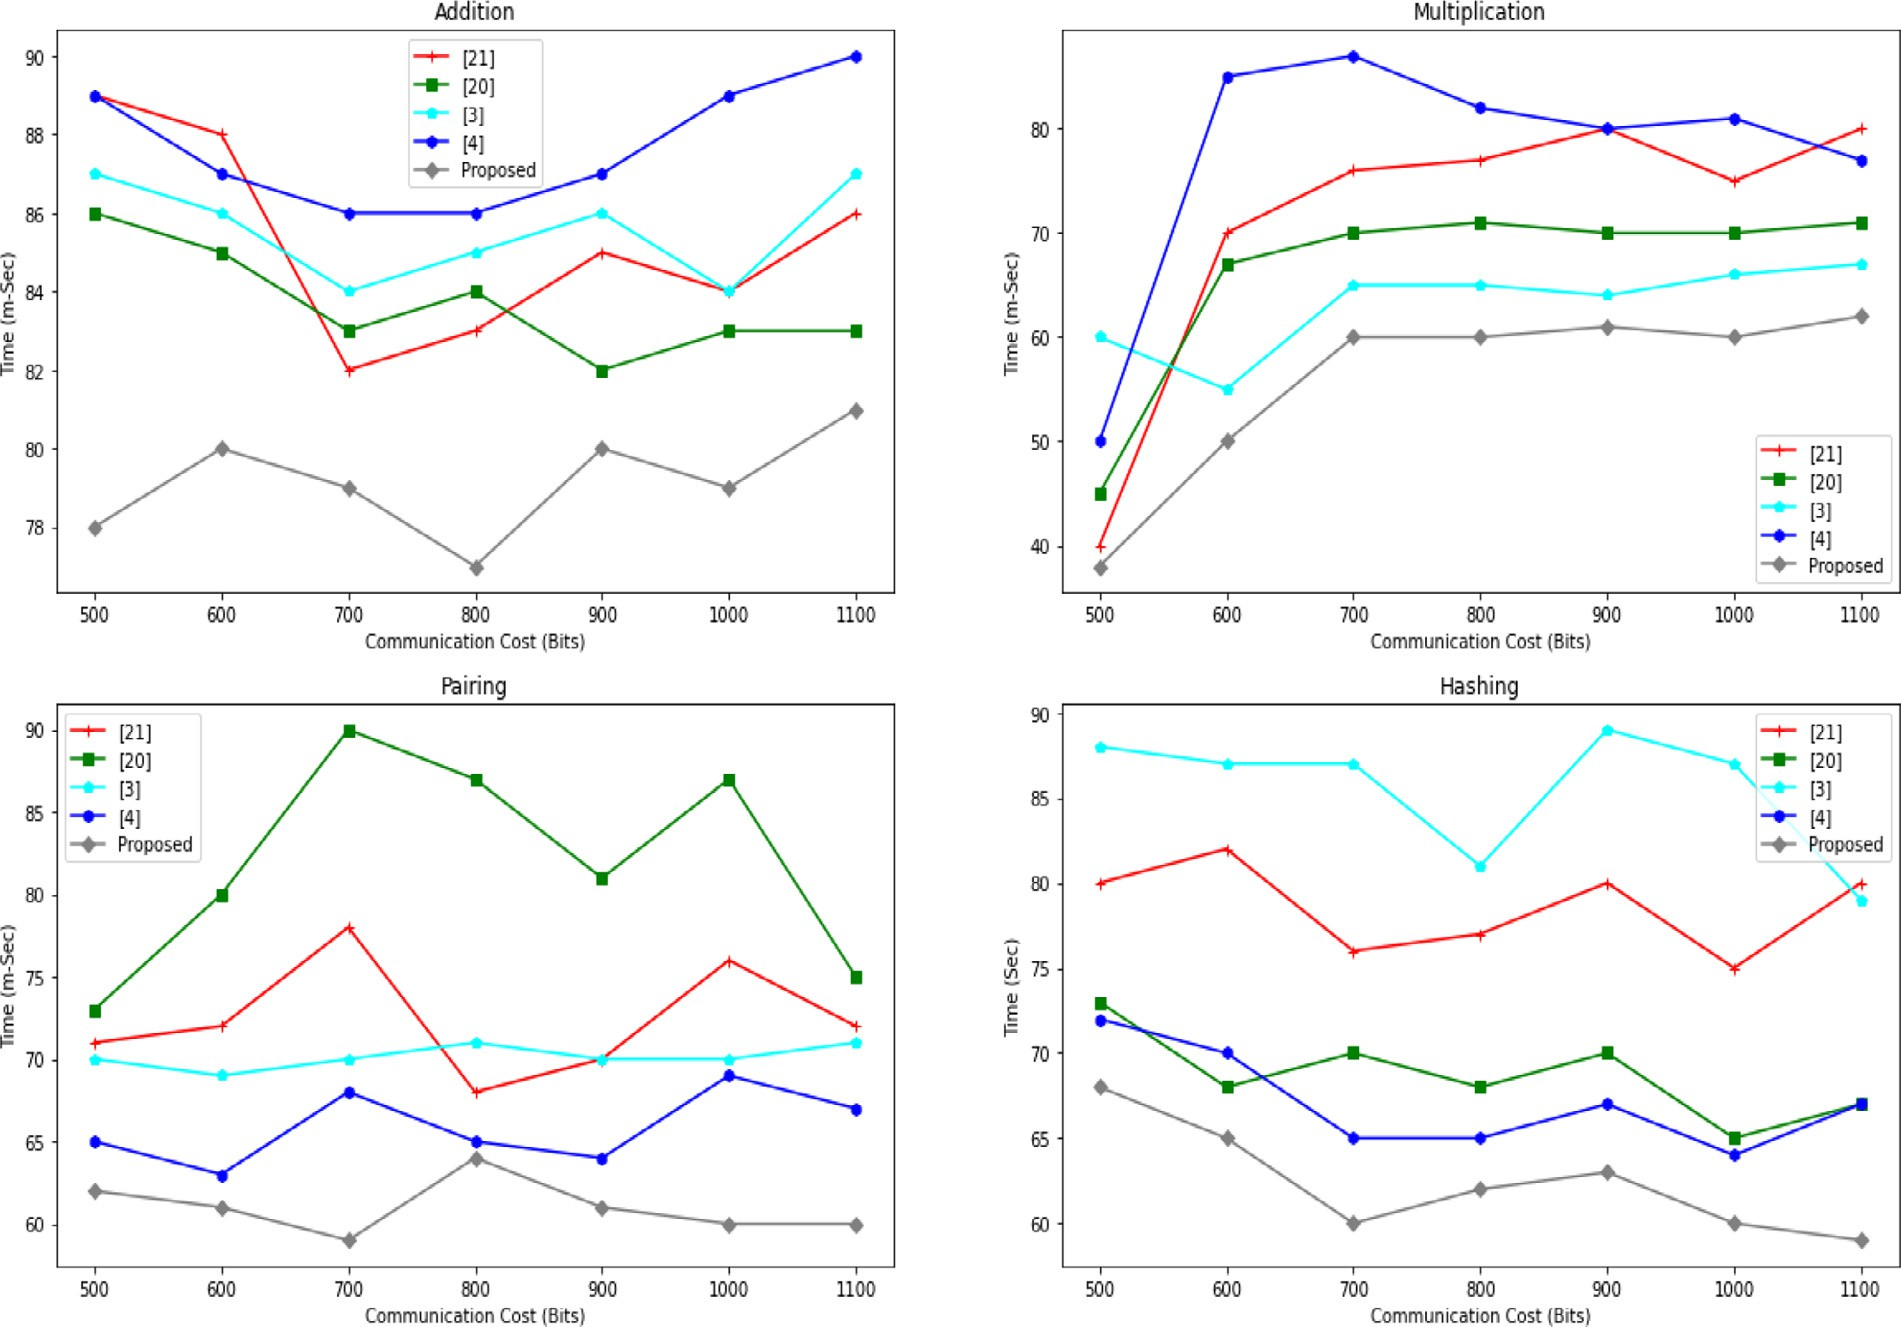 Addition
90
88
86
84
82
80
78
Time (m-Sec)
[21]
[20]
[3]
[4]
Proposed
500 600 700 800 900 1000 1100
Communication Cost (Bits)
Multiplication
80
70
60
50
40
Time (m-Sec)
[21]
[20]
[3]
[4]
Proposed
500 600 700 800 900 1000 1100
Communication Cost (Bits)
Pairing
90
85
80
75
70
65
60
Time (m-Sec)
[21]
[20]
[3]
[4]
Proposed
500 600 700 800 900 1000 1100
Communication Cost (Bits)
Hashing
90
85
80
75
70
65
60
Time (Sec)
[21]
[20]
[3]
[4]
Proposed
500 600 700 800 900 1000 1100
Communication Cost (Bits)